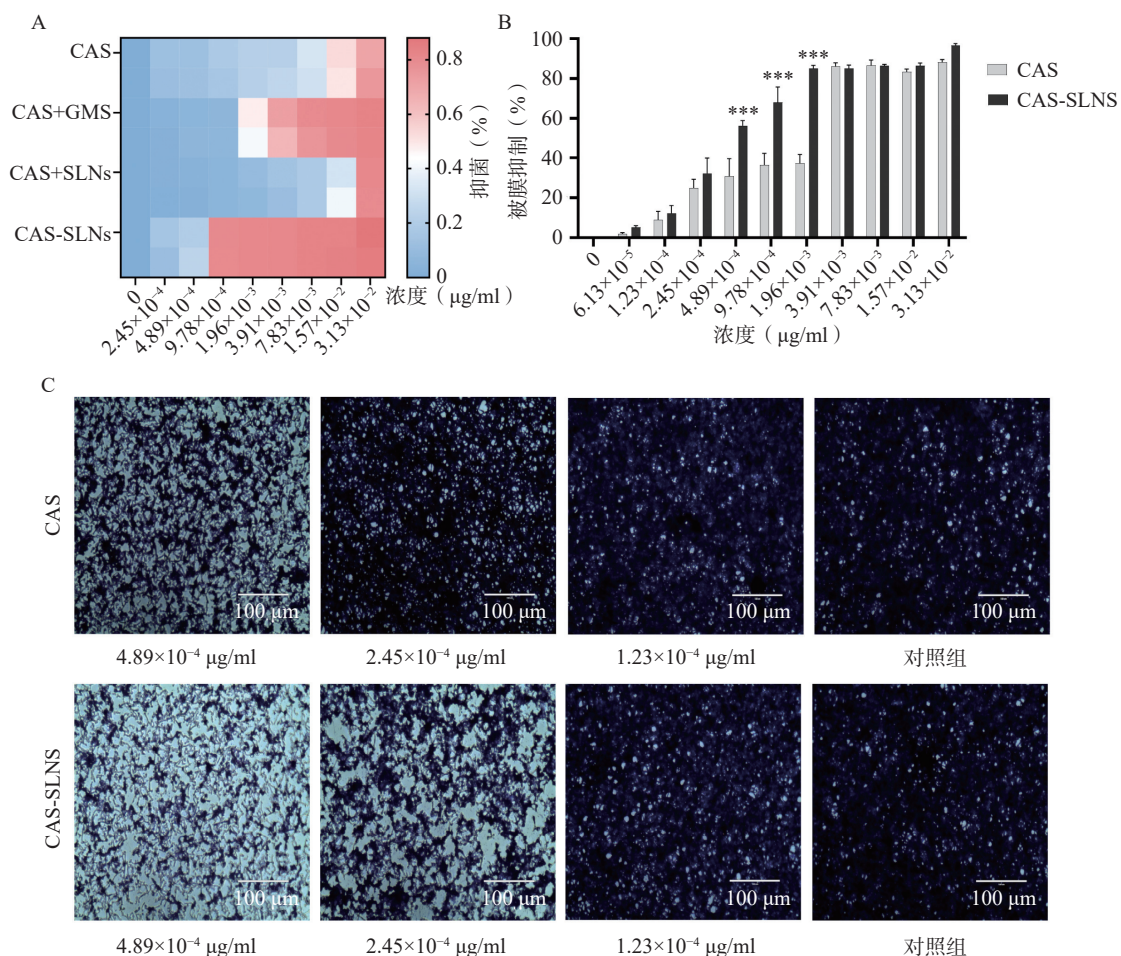 A
CAS
CAS+GMS
CAS+SLNs
CAS-SLNs
0
2.45×10⁻⁴
4.89×10⁻⁴
9.78×10⁻⁴
1.96×10⁻³
3.91×10⁻³
7.83×10⁻³
1.57×10⁻²
3.13×10⁻²
浓度（μg/ml）
0.8
0.6
0.4
0.2
0
抑菌（%）
B
被膜抑制（%）
100
80
60
40
20
0
***
***
***
CAS
CAS-SLNS
0
6.13×10⁻⁵
1.23×10⁻⁴
2.45×10⁻⁴
4.89×10⁻⁴
9.78×10⁻⁴
1.96×10⁻³
3.91×10⁻³
7.83×10⁻³
1.57×10⁻²
3.13×10⁻²
浓度（μg/ml）
C
CAS
100 μm
100 μm
100 μm
100 μm
4.89×10⁻⁴ μg/ml
2.45×10⁻⁴ μg/ml
1.23×10⁻⁴ μg/ml
对照组
CAS-SLNS
100 μm
100 μm
100 μm
100 μm
4.89×10⁻⁴ μg/ml
2.45×10⁻⁴ μg/ml
1.23×10⁻⁴ μg/ml
对照组